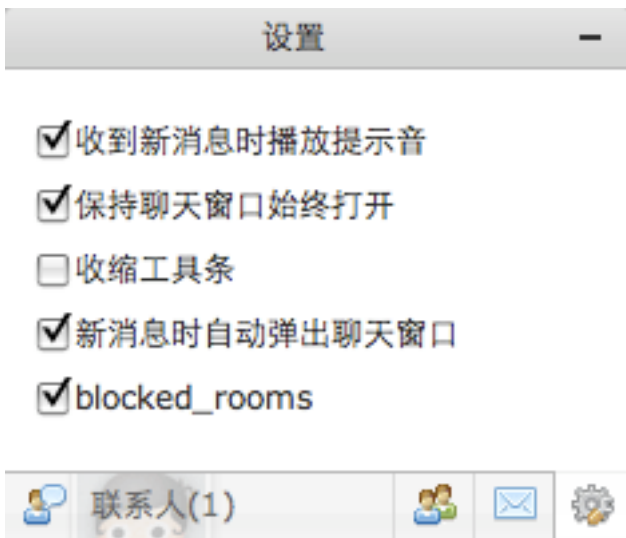 设置
收到新消息时播放提示音
保持聊天窗口始终打开
收缩工具条
新消息时自动弹出聊天窗口
blocked_rooms
联系人(1)